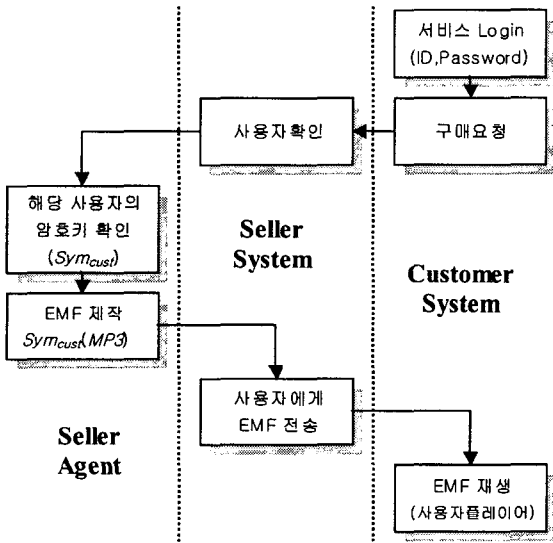 서비스 Login
(ID,Password)
구매요청
사용자확인
해당 사용자의
암호키 확인
(Sym_cust)
EMF 제작
Sym_cust(MP3)
Seller
System
Customer
System
사용자에게
EMF 전송
Seller
Agent
EMF 재생
(사용자플레이어)